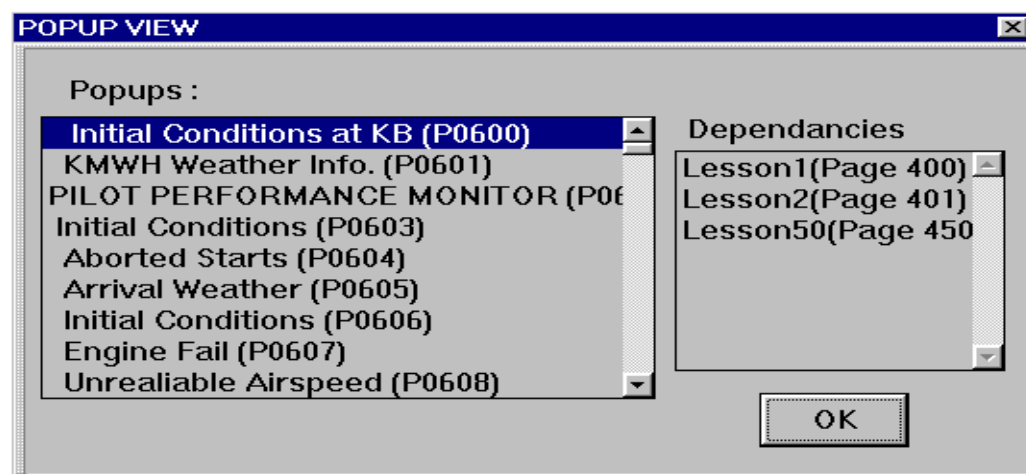 POPUP VIEW
Popups :
Initial Conditions at KB (P0600)
KMWH Weather Info. (P0601)
PILOT PERFORMANCE MONITOR (P06
Initial Conditions (P0603)
Aborted Starts (P0604)
Arrival Weather (P0605)
Initial Conditions (P0606)
Engine Fail (P0607)
Unrealiable Airspeed (P0608)
Dependancies
Lesson1(Page 400)
Lesson2(Page 401)
Lesson50(Page 450
OK